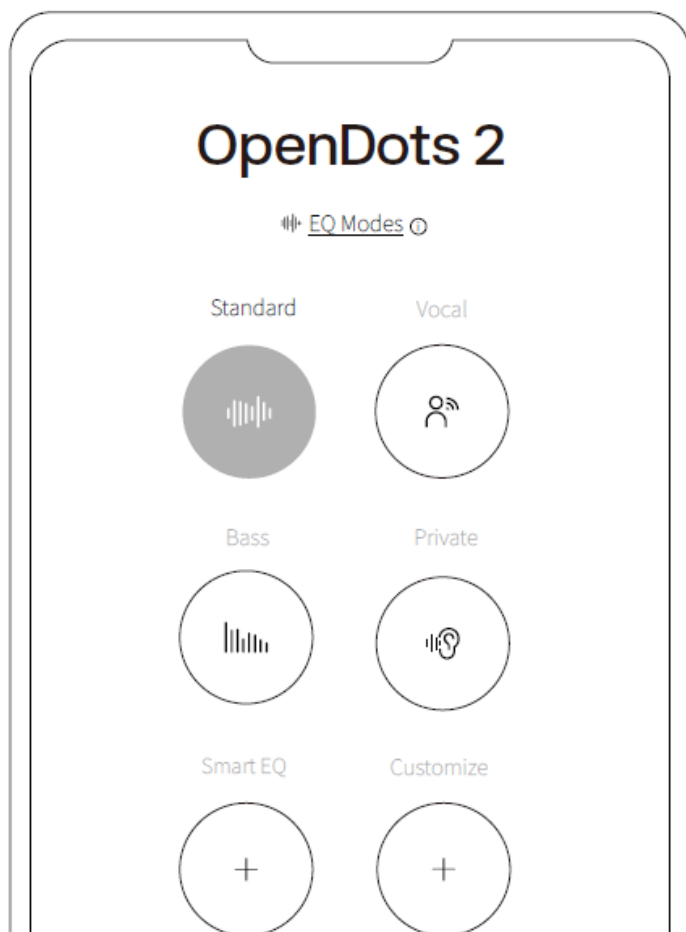 OpenDots 2
EQ Modes
Standard
Vocal
Bass
Private
Smart EQ
Customize